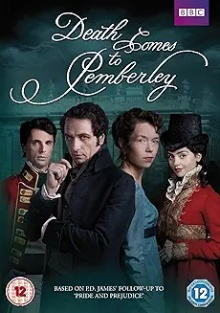 BBC
Death Comes
to
Pemberley
BASED ON P.D. JAMES' FOLLOW-UP TO
'PRIDE AND PREJUDICE'
12
12